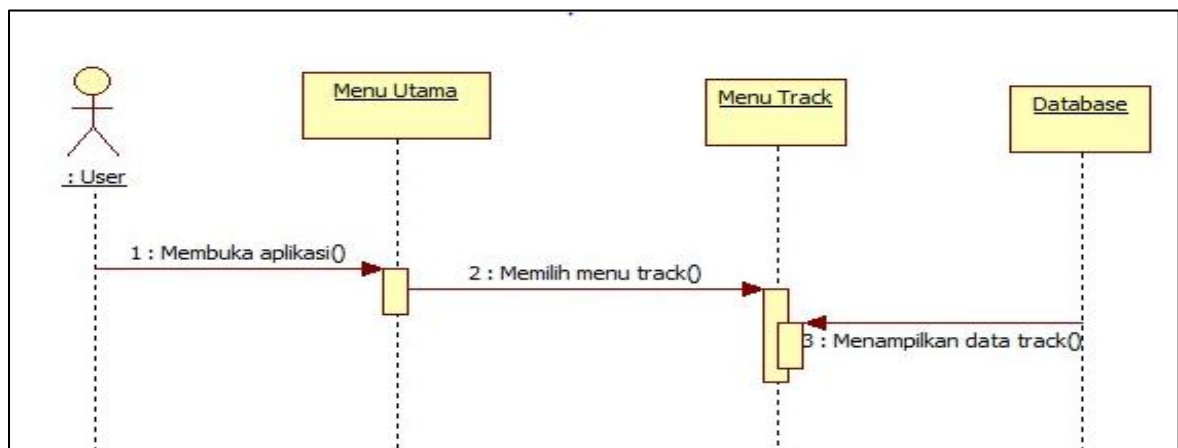 Menu Utama
Menu Track
Database
: User
1 : Membuka aplikasi()
2 : Memilih menu track()
3 : Menampilkan data track()